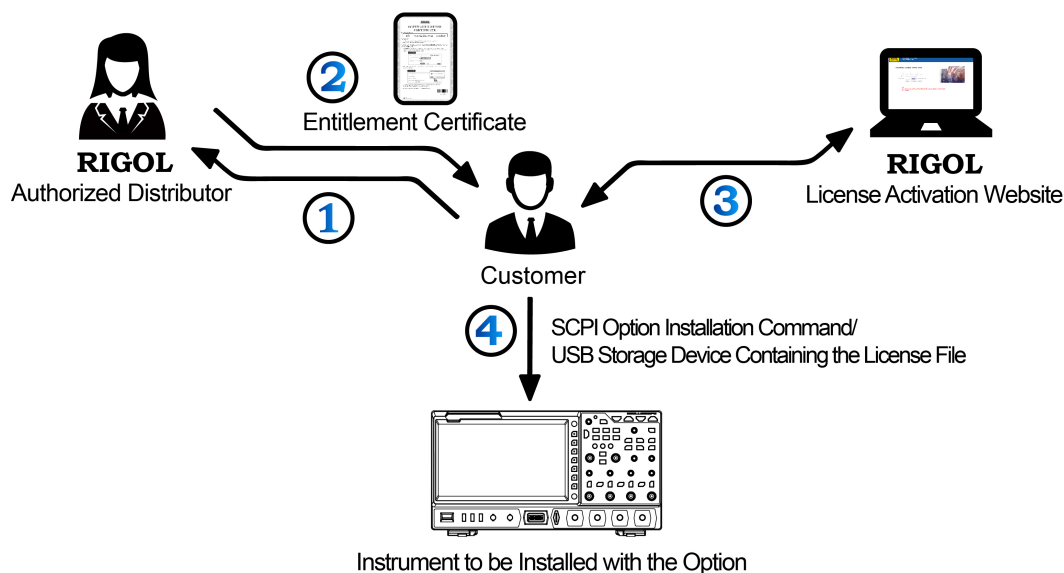 2
Entitlement Certificate
RIGOL
Authorized Distributor
1
RIGOL
License Activation Website
3
Customer
4
SCPI Option Installation Command/
USB Storage Device Containing the License File
Instrument to be Installed with the Option